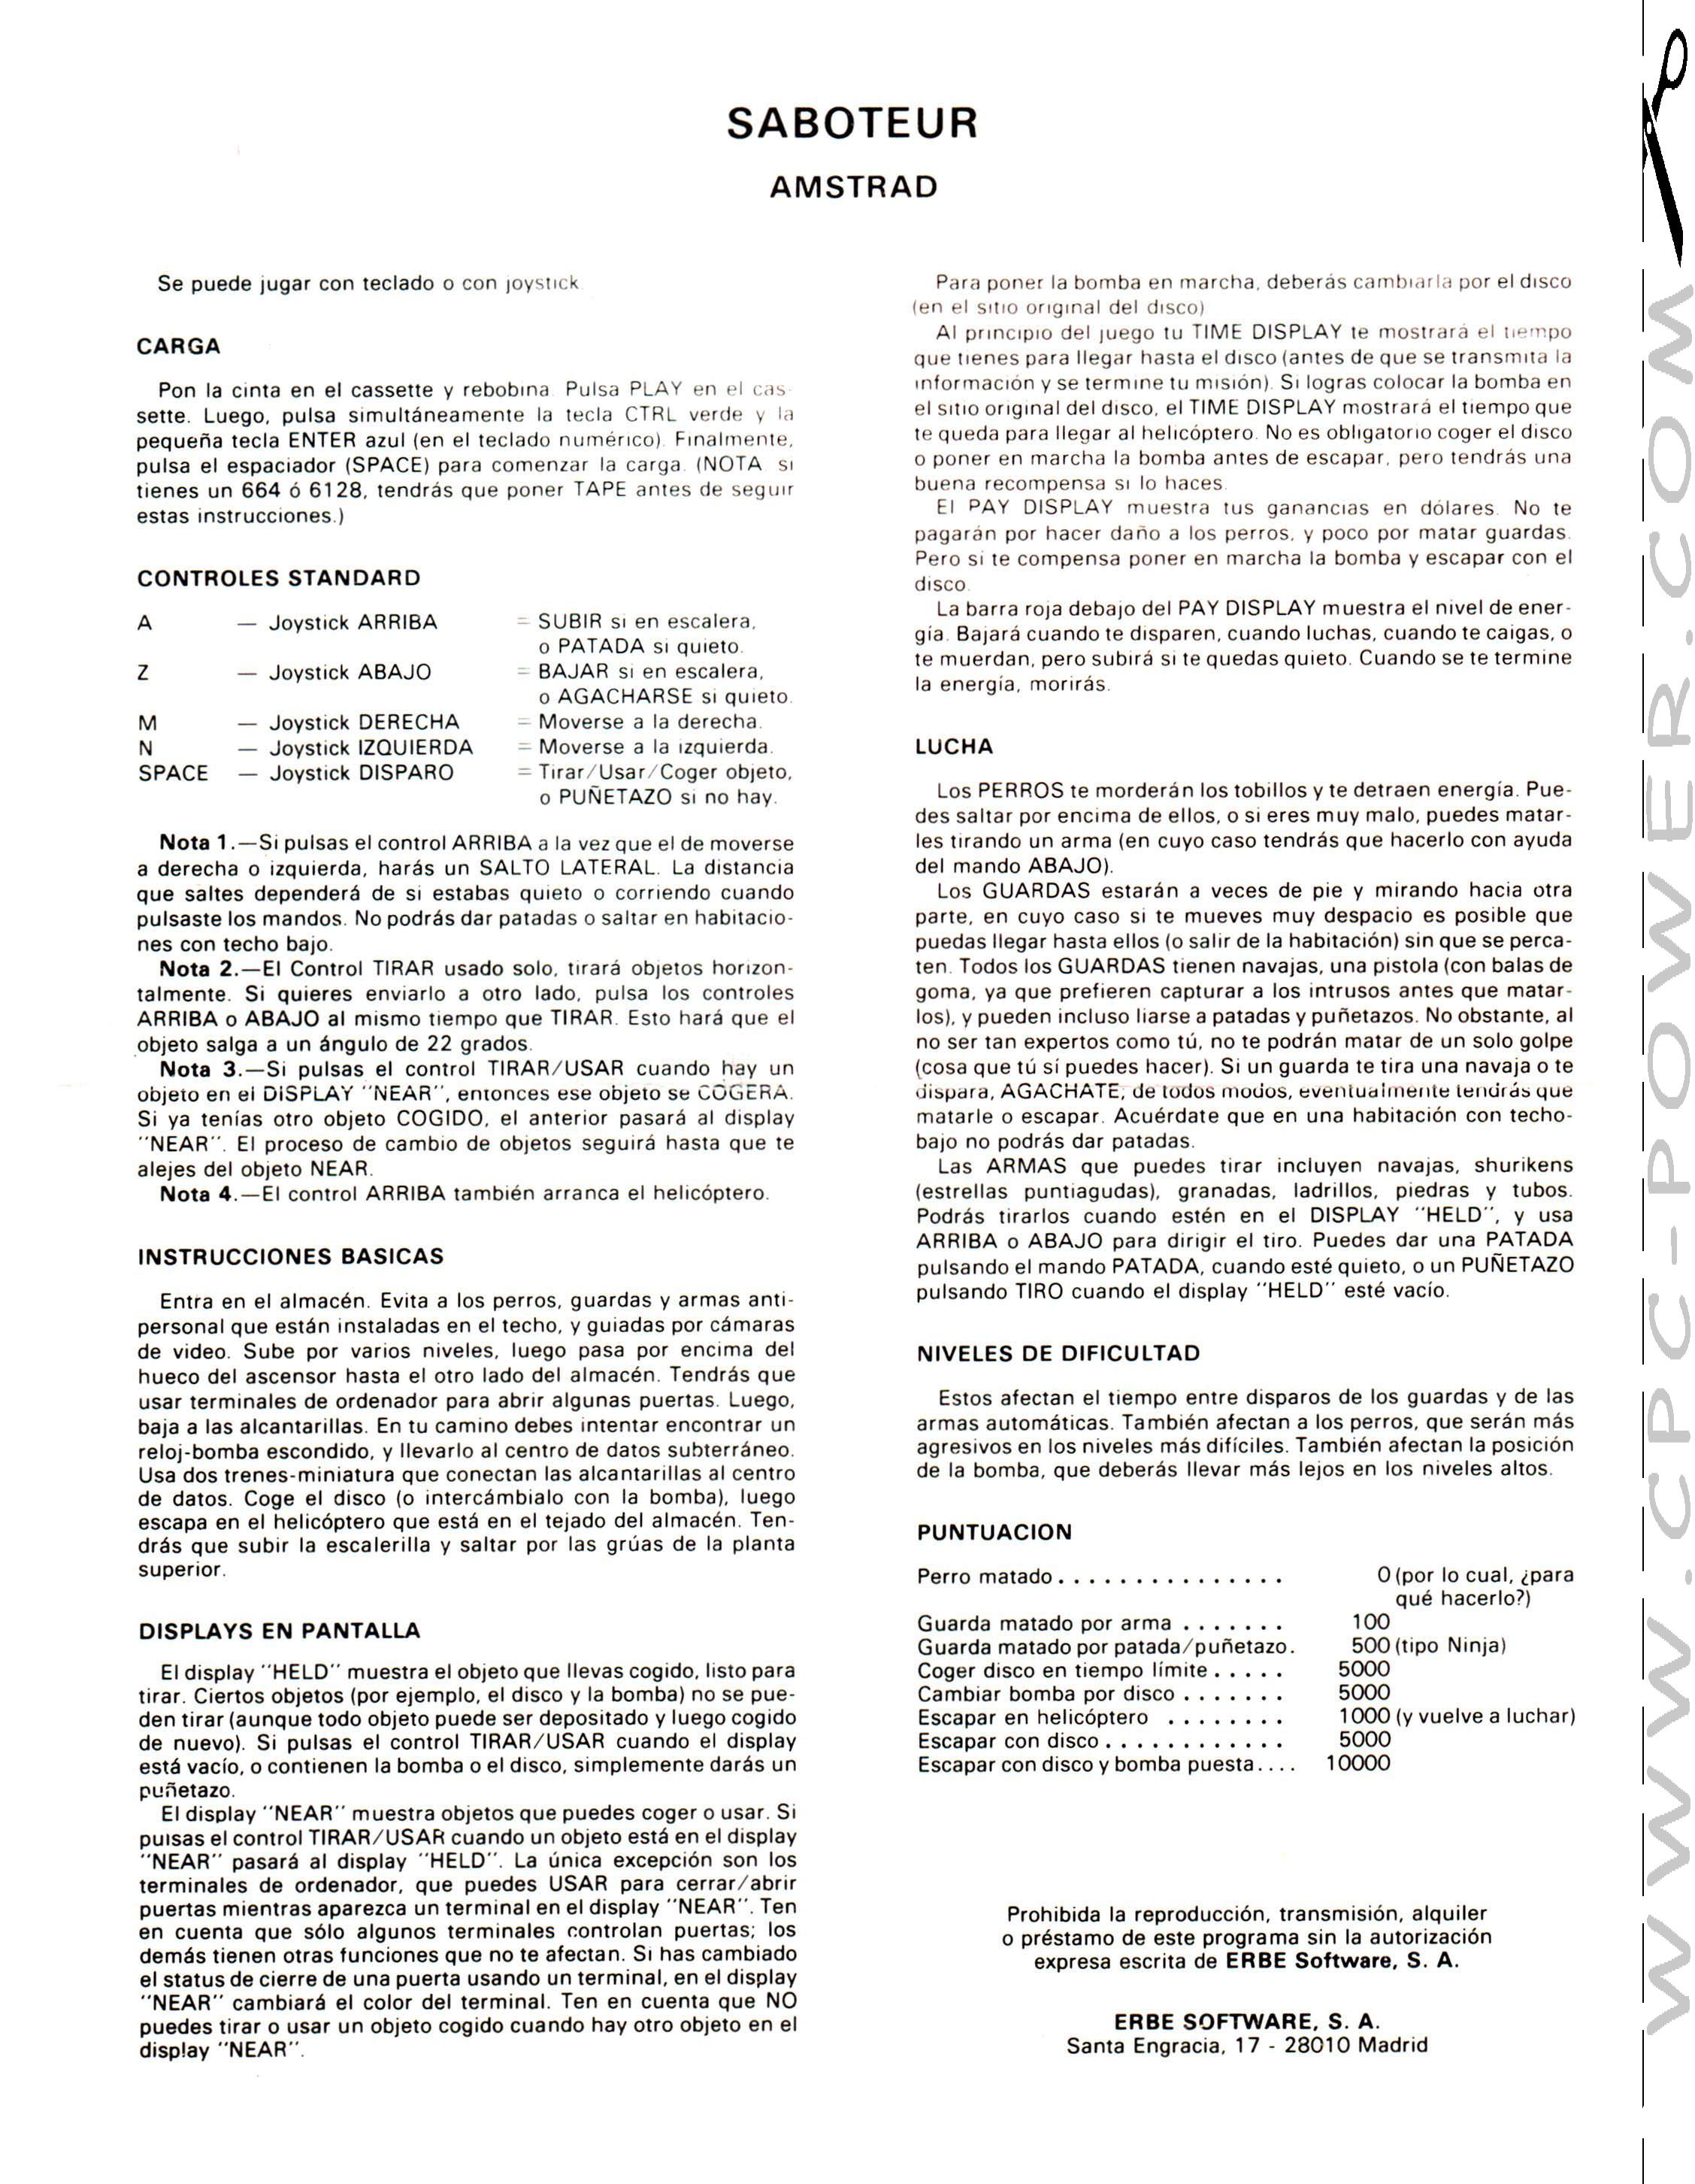 SABOTEUR
AMSTRAD
Se puede jugar con teclado o con joystick
CARGA
Pon la cinta en el cassette y rebobina. Pulsa PLAY en el cas-
sette. Luego, pulsa simultáneamente la tecla CTRL verde y la
pequeña tecla ENTER azul (en el teclado numérico). Finalmente,
pulsa el espaciador (SPACE) para comenzar la carga. (NOTA si
tienes un 664 ó 6128, tendrás que poner TAPE antes de seguir
estas instrucciones.)
CONTROLES STANDARD
A — Joystick ARRIBA = SUBIR si en escalera,
o PATADA si quieto.
Z — Joystick ABAJO = BAJAR si en escalera,
o AGACHARSE si quieto.
M — Joystick DERECHA = Moverse a la derecha.
N — Joystick IZQUIERDA = Moverse a la izquierda.
SPACE — Joystick DISPARO = Tirar/Usar/Coger objeto,
o PUÑETAZO si no hay.
Nota 1.—Si pulsas el control ARRIBA a la vez que el de moverse
a derecha o izquierda, harás un SALTO LATERAL. La distancia
que saltes dependerá de si estabas quieto o corriendo cuando
pulsaste los mandos. No podrás dar patadas o saltar en habitacio-
nes con techo bajo.
Nota 2.—El Control TIRAR usado solo, tirará objetos horizon-
talmente. Si quieres enviarlo a otro lado, pulsa los controles
ARRIBA o ABAJO al mismo tiempo que TIRAR. Esto hará que el
objeto salga a un ángulo de 22 grados.
Nota 3.—Si pulsas el control TIRAR/USAR cuando hay un
objeto en el DISPLAY "NEAR", entonces ese objeto se COGERA.
Si ya tenías otro objeto COGIDO, el anterior pasará al display
"NEAR". El proceso de cambio de objetos seguirá hasta que te
alejes del objeto NEAR.
Nota 4.—El control ARRIBA también arranca el helicóptero.
INSTRUCCIONES BASICAS
Entra en el almacén. Evita a los perros, guardas y armas anti-
personal que están instaladas en el techo, y guiadas por cámaras
de video. Sube por varios niveles, luego pasa por encima del
hueco del ascensor hasta el otro lado del almacén. Tendrás que
usar terminales de ordenador para abrir algunas puertas. Luego,
baja a las alcantarillas. En tu camino debes intentar encontrar un
reloj-bomba escondido, y llevarlo al centro de datos subterráneo.
Usa dos trenes-miniatura que conectan las alcantarillas al centro
de datos. Coge el disco (o intercámbialo con la bomba), luego
escapa en el helicóptero que está en el tejado del almacén. Ten-
drás que subir la escalerilla y saltar por las grúas de la planta
superior.
DISPLAYS EN PANTALLA
El display "HELD" muestra el objeto que llevas cogido, listo para
tirar. Ciertos objetos (por ejemplo, el disco y la bomba) no se pue-
den tirar (aunque todo objeto puede ser depositado y luego cogido
de nuevo). Si pulsas el control TIRAR/USAR cuando el display
está vacío, o contienen la bomba o el disco, simplemente darás un
puñetazo.
El display "NEAR" muestra objetos que puedes coger o usar. Si
pulsas el control TIRAR/USAR cuando un objeto está en el display
"NEAR" pasará al display "HELD". La única excepción son los
terminales de ordenador, que puedes USAR para cerrar/abrir
puertas mientras aparezca un terminal en el display "NEAR". Ten
en cuenta que sólo algunos terminales controlan puertas; los
demás tienen otras funciones que no te afectan. Si has cambiado
el status de cierre de una puerta usando un terminal, en el display
"NEAR" cambiará el color del terminal. Ten en cuenta que NO
puedes tirar o usar un objeto cogido cuando hay otro objeto en el
display "NEAR".
Para poner la bomba en marcha, deberás cambiarla por el disco
(en el sitio original del disco)
Al principio del juego tu TIME DISPLAY te mostrará el tiempo
que tienes para llegar hasta el disco (antes de que se transmita la
información y se termine tu misión). Si logras colocar la bomba en
el sitio original del disco, el TIME DISPLAY mostrará el tiempo que
te queda para llegar al helicóptero. No es obligatorio coger el disco
o poner en marcha la bomba antes de escapar, pero tendrás una
buena recompensa si lo haces.
El PAY DISPLAY muestra tus ganancias en dólares. No te
pagarán por hacer daño a los perros, y poco por matar guardas.
Pero si te compensa poner en marcha la bomba y escapar con el
disco.
La barra roja debajo del PAY DISPLAY muestra el nivel de ener-
gía. Bajará cuando te disparen, cuando luchas, cuando te caigas, o
te muerdan, pero subirá si te quedas quieto. Cuando se te termine
la energía, morirás.
LUCHA
Los PERROS te morderán los tobillos y te detraen energía. Pue-
des saltar por encima de ellos, o si eres muy malo, puedes matar-
les tirando un arma (en cuyo caso tendrás que hacerlo con ayuda
del mando ABAJO).
Los GUARDAS estarán a veces de pie y mirando hacia otra
parte, en cuyo caso si te mueves muy despacio es posible que
puedas llegar hasta ellos (o salir de la habitación) sin que se perca-
ten. Todos los GUARDAS tienen navajas, una pistola (con balas de
goma, ya que prefieren capturar a los intrusos antes que matar-
los), y pueden incluso liarse a patadas y puñetazos. No obstante, al
no ser tan expertos como tú, no te podrán matar de un solo golpe
(cosa que tú sí puedes hacer). Si un guarda te tira una navaja o te
dispara, AGACHATE; de todos modos, eventualmente tendrás que
matarle o escapar. Acuérdate que en una habitación con techo-
bajo no podrás dar patadas.
Las ARMAS que puedes tirar incluyen navajas, shurikens
(estrellas puntiagudas), granadas, ladrillos, piedras y tubos.
Podrás tirarlos cuando estén en el DISPLAY "HELD", y usa
ARRIBA o ABAJO para dirigir el tiro. Puedes dar una PATADA
pulsando el mando PATADA, cuando esté quieto, o un PUÑETAZO
pulsando TIRO cuando el display "HELD" esté vacío.
NIVELES DE DIFICULTAD
Estos afectan el tiempo entre disparos de los guardas y de las
armas automáticas. También afectan a los perros, que serán más
agresivos en los niveles más difíciles. También afectan la posición
de la bomba, que deberás llevar más lejos en los niveles altos.
PUNTUACION
Perro matado . . . . . . . . . . . . . . . 0 (por lo cual, ¿para
qué hacerlo?)
Guarda matado por arma . . . . . . . 100
Guarda matado por patada/puñetazo. 500 (tipo Ninja)
Coger disco en tiempo límite . . . . . 5000
Cambiar bomba por disco . . . . . . . 5000
Escapar en helicóptero . . . . . . . . 1000 (y vuelve a luchar)
Escapar con disco . . . . . . . . . . . . 5000
Escapar con disco y bomba puesta. . . . 10000
Prohibida la reproducción, transmisión, alquiler
o préstamo de este programa sin la autorización
expresa escrita de ERBE Software, S. A.
ERBE SOFTWARE, S. A.
Santa Engracia, 17 - 28010 Madrid
WWW.CPC-POWER.COM